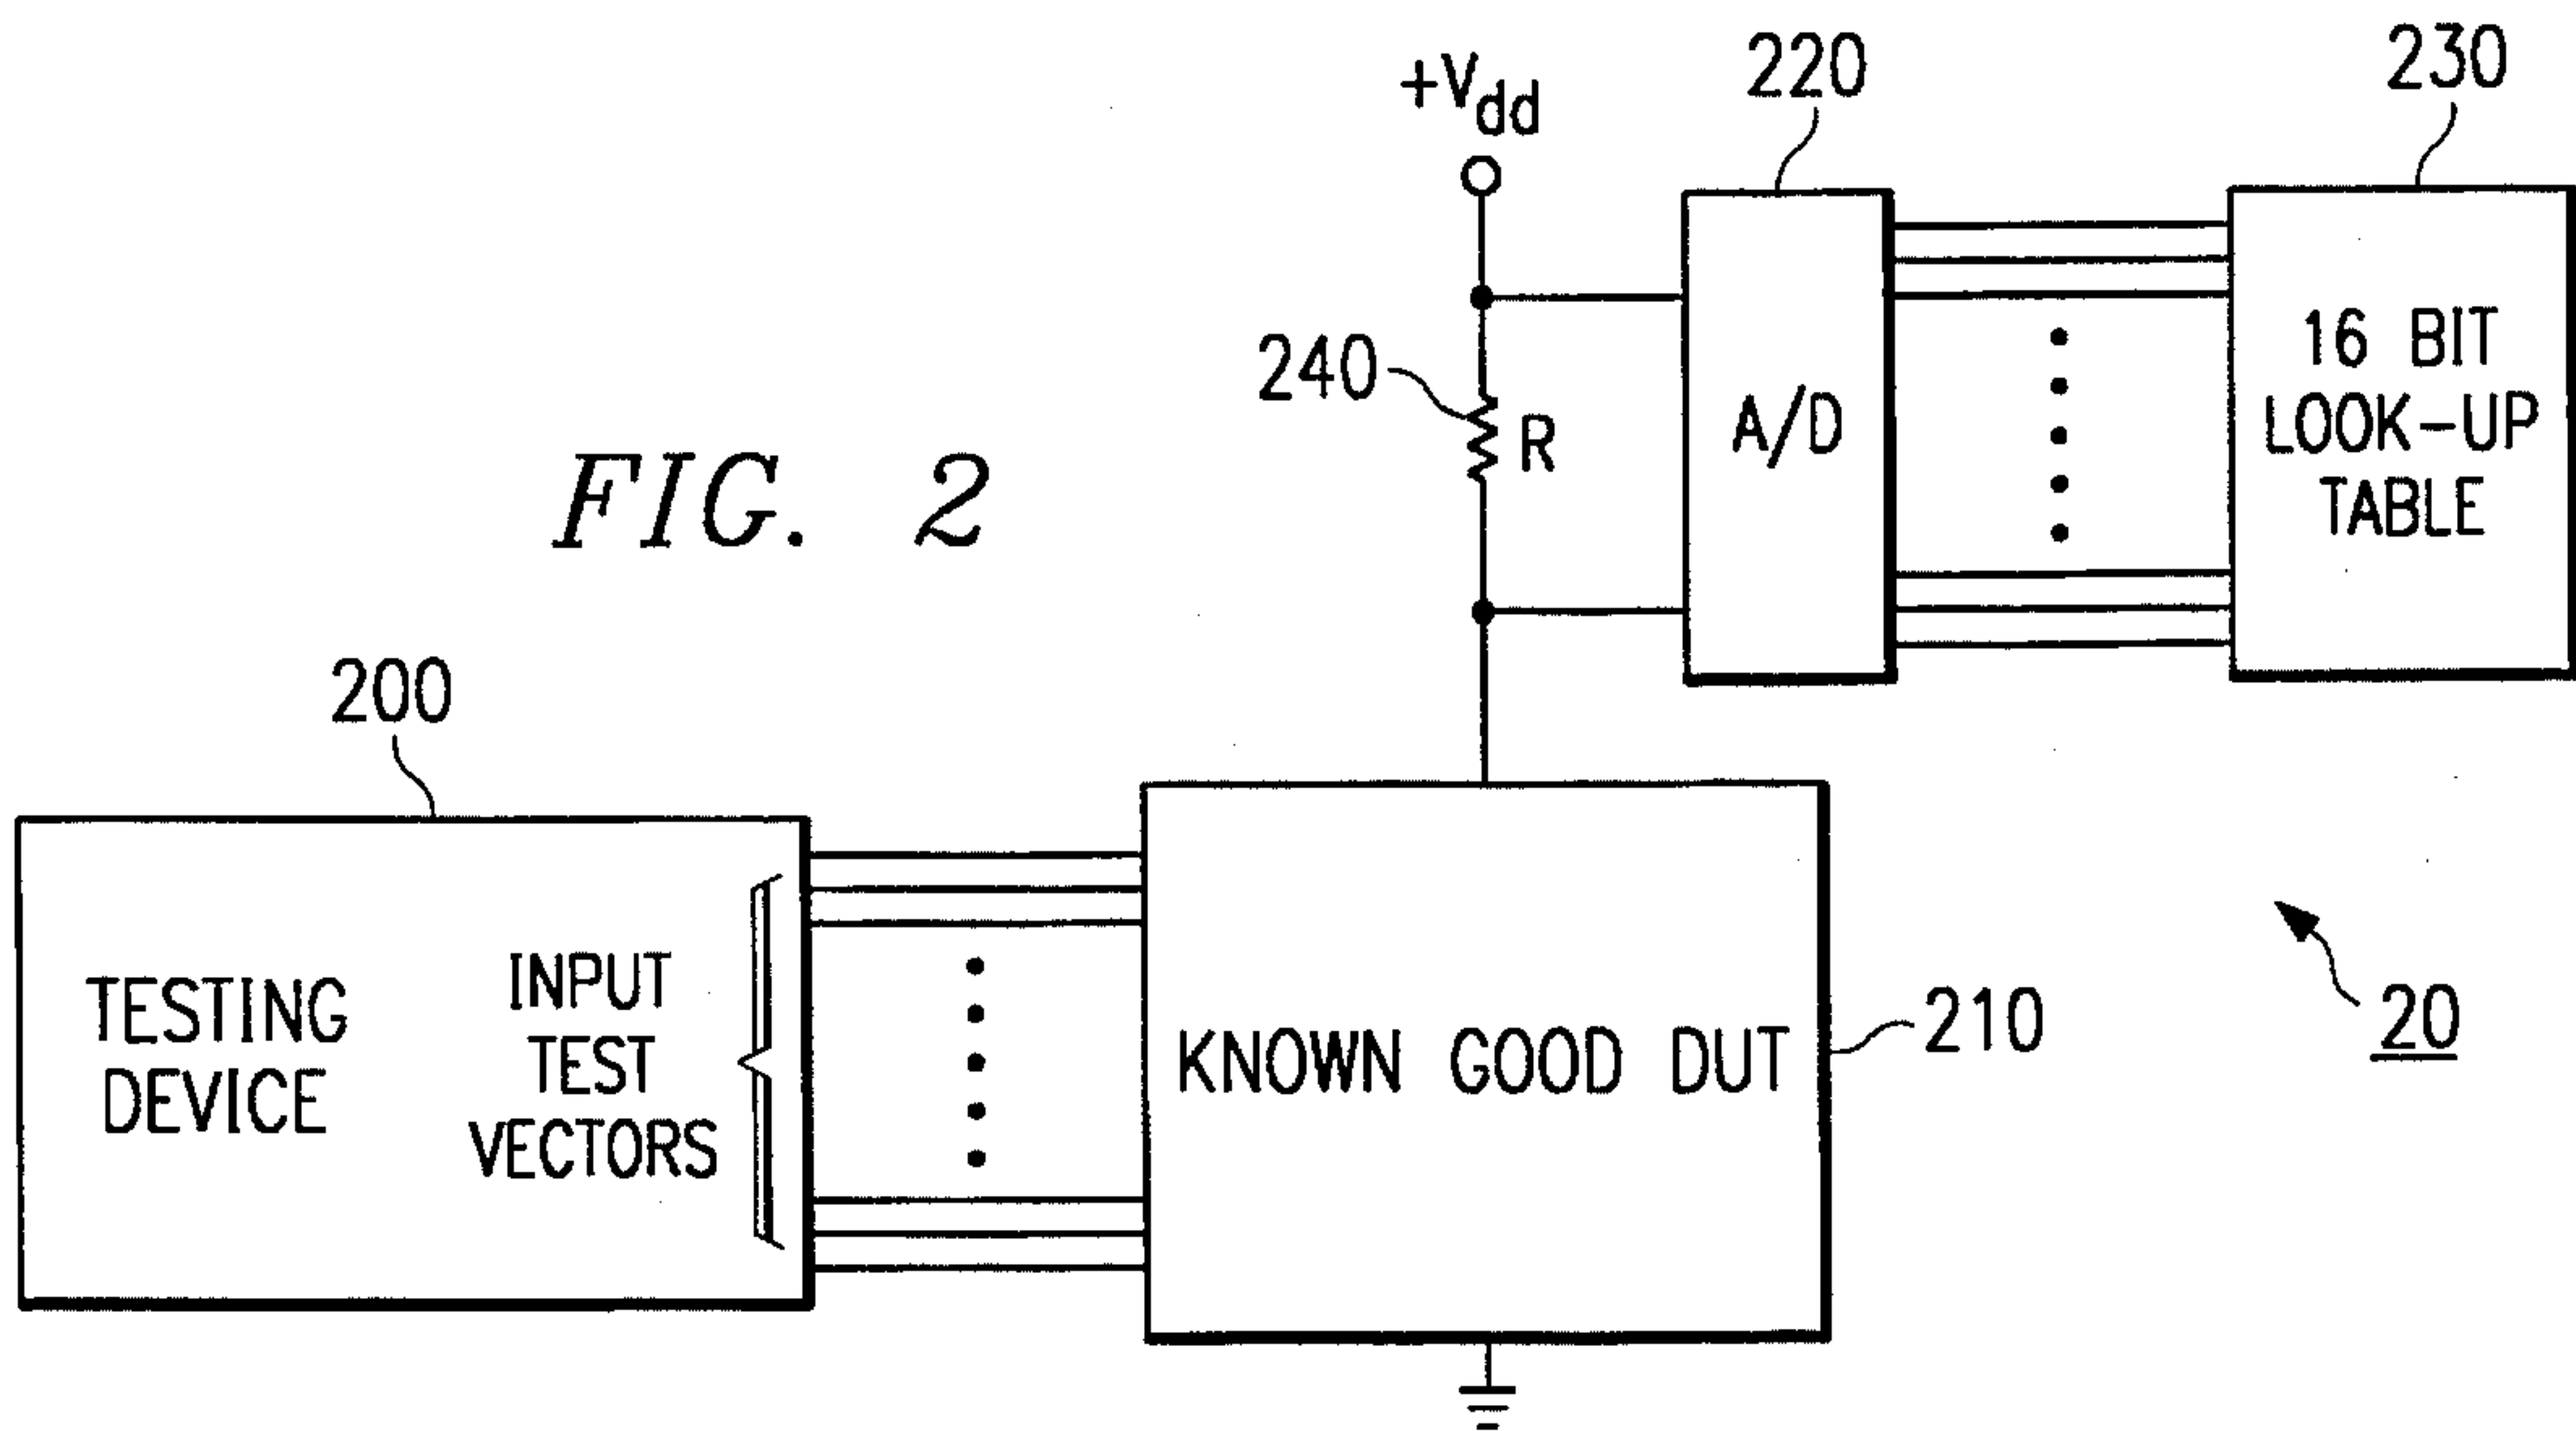 +Vdd
220
230
240
R
A/D
16 BIT
LOOK-UP
TABLE
FIG. 2
200
TESTING
DEVICE
INPUT
TEST
VECTORS
KNOWN GOOD DUT
210
20